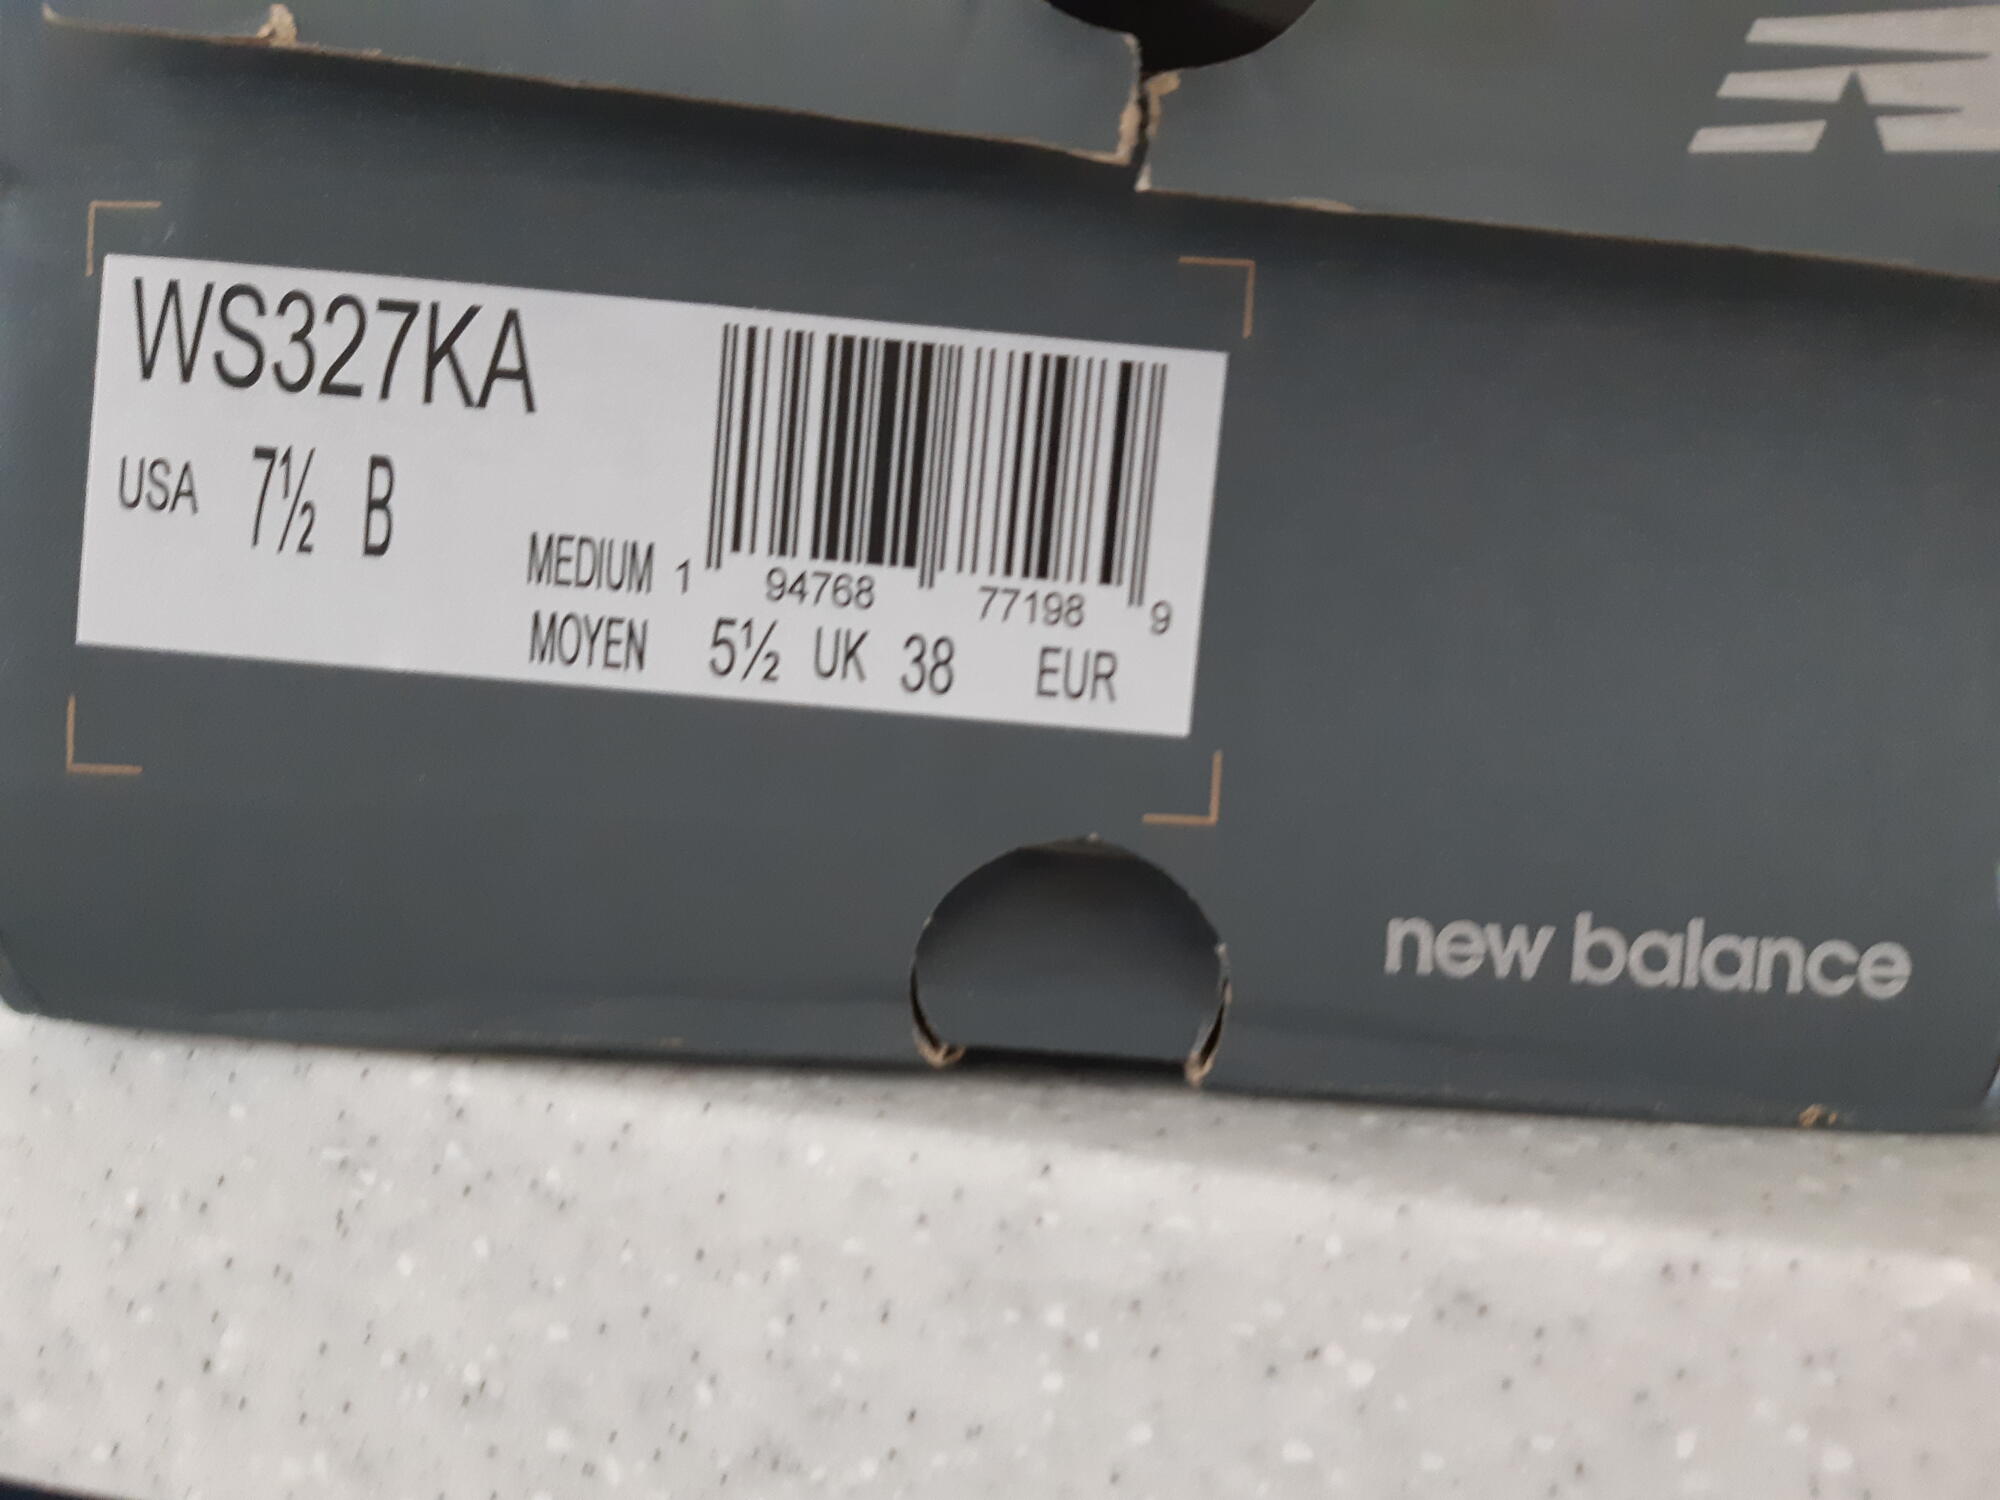 WS327KA
USA 7½ B
MEDIUM
MOYEN
1 94768 77198 9
5½ UK 38 EUR
new balance